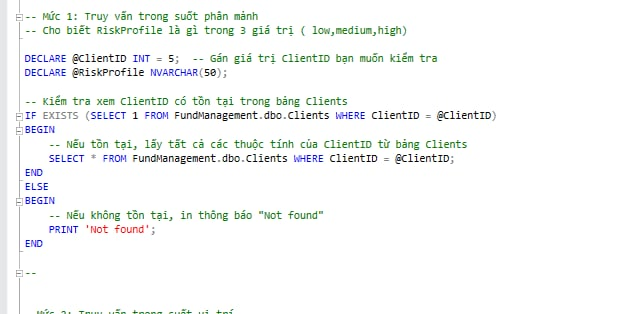 -- Mức 1: Truy vấn trong suốt phân mảnh
-- Cho biết RiskProfile là gì trong 3 giá trị ( low,medium,high)
DECLARE @ClientID INT = 5;  -- Gán giá trị ClientID bạn muốn kiểm tra
DECLARE @RiskProfile NVARCHAR(50);
-- Kiểm tra xem ClientID có tồn tại trong bảng Clients
IF EXISTS (SELECT 1 FROM FundManagement.dbo.Clients WHERE ClientID = @ClientID)
BEGIN
-- Nếu tồn tại, lấy tất cả các thuộc tính của ClientID từ bảng Clients
SELECT * FROM FundManagement.dbo.Clients WHERE ClientID = @ClientID;
END
ELSE
BEGIN
-- Nếu không tồn tại, in thông báo "Not found"
PRINT 'Not found';
END
--
Mức 2: Truy vấn trong suốt vị trí